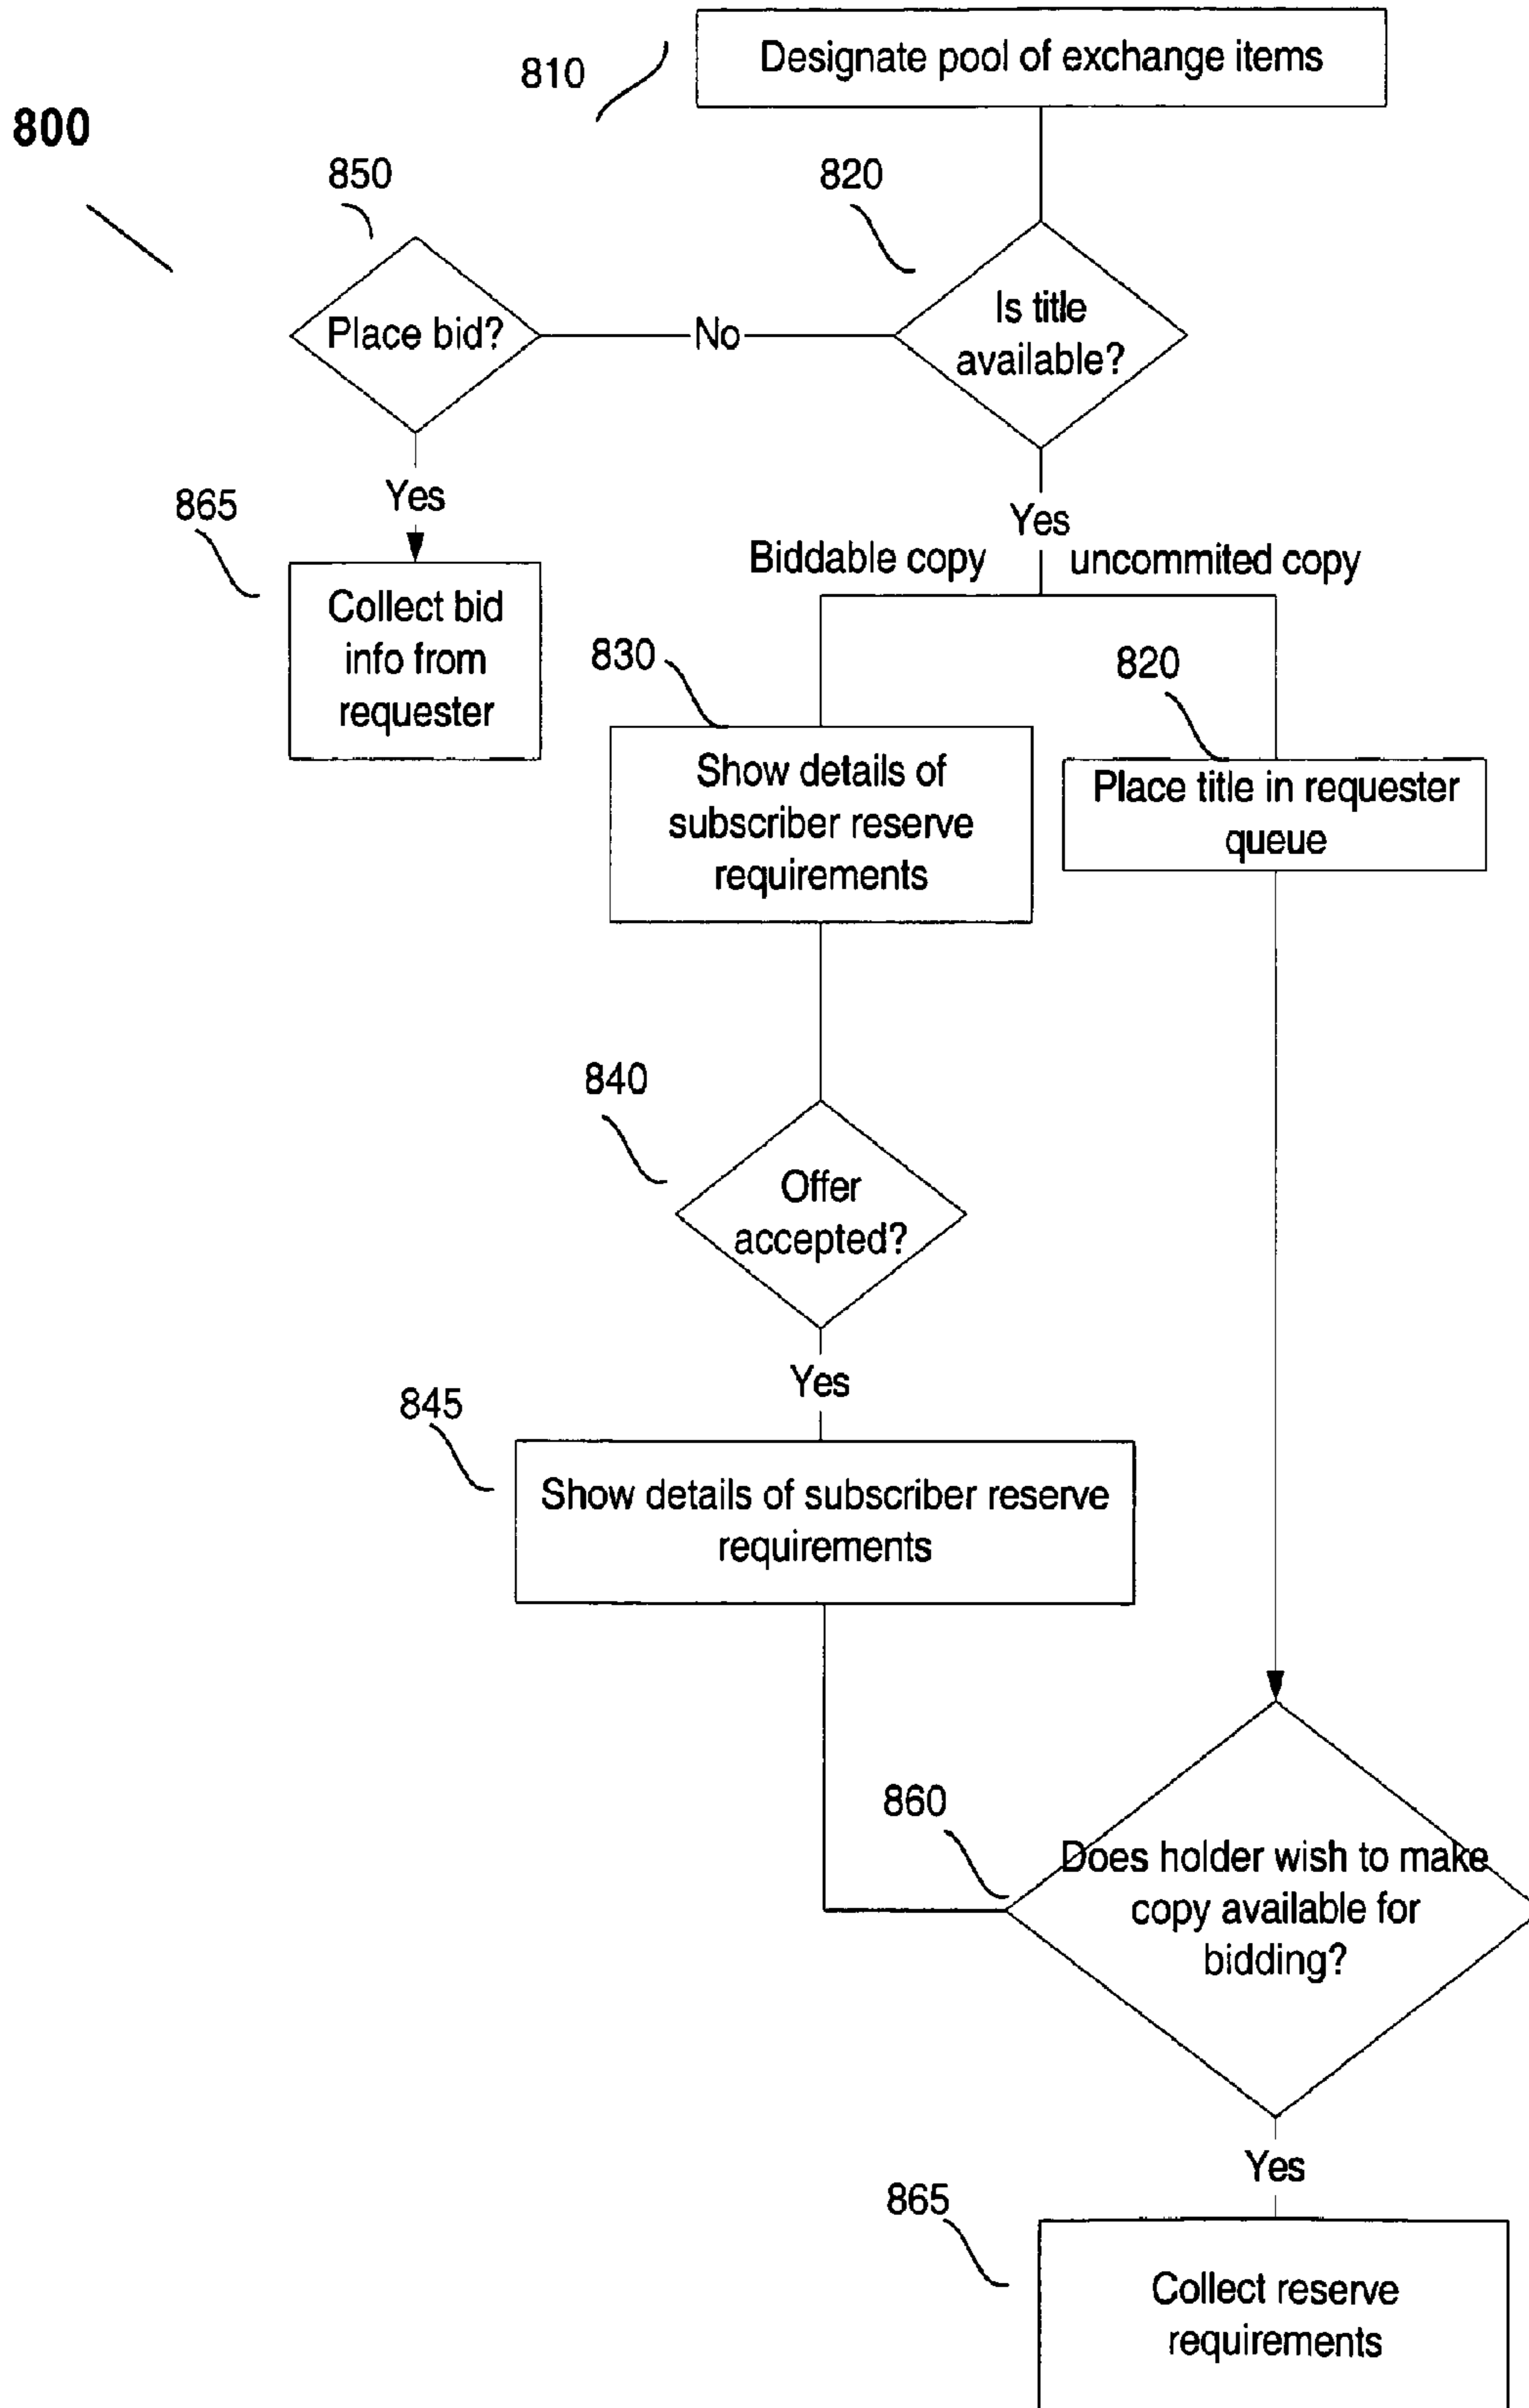 Designate pool of exchange items
810
800
850
820
Place bid?
No
Is title
available?
Yes
865
Yes
Biddable copy
uncommited copy
Collect bid
info from
requester
830
820
Show details of
subscriber reserve
requirements
Place title in requester
queue
840
Offer
accepted?
Yes
845
Show details of subscriber reserve
requirements
860
Does holder wish to make
copy available for
bidding?
Yes
865
Collect reserve
requirements